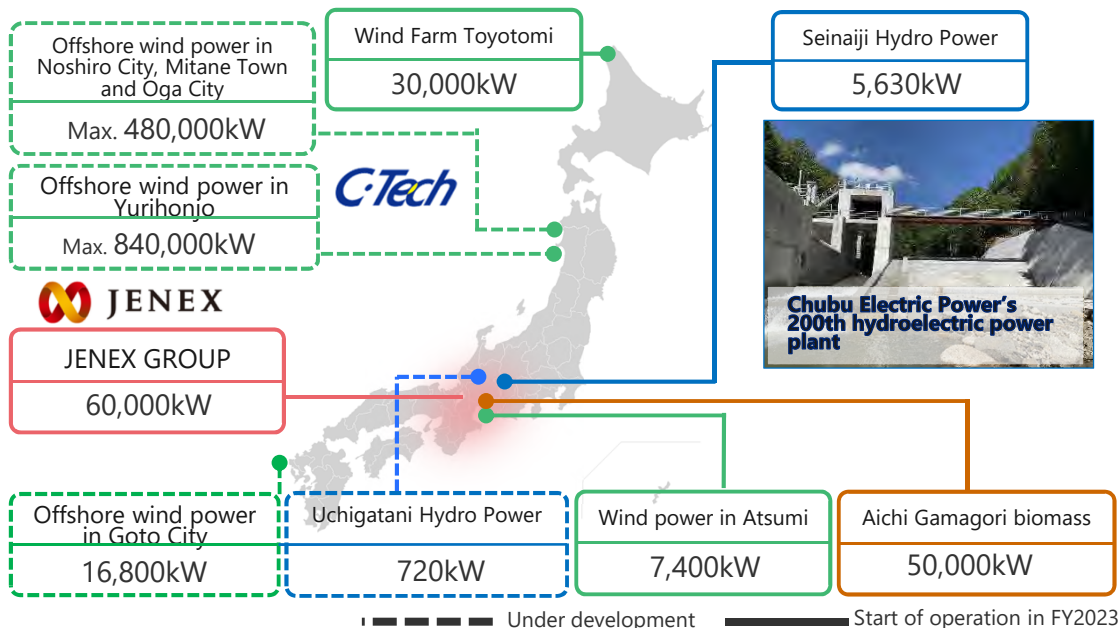 Offshore wind power in
Noshiro City, Mitane Town
and Oga City
Max. 480,000kW
Wind Farm Toyotomi
30,000kW
Seinaiji Hydro Power
5,630kW
Offshore wind power in
Yurihonjo
Max. 840,000kW
C·Tech
JENEX
JENEX GROUP
60,000kW
Chubu Electric Power's
200th hydroelectric power
plant
Offshore wind power
in Goto City
16,800kW
Uchigatani Hydro Power
720kW
Wind power in Atsumi
7,400kW
Aichi Gamagori biomass
50,000kW
Under development
Start of operation in FY2023